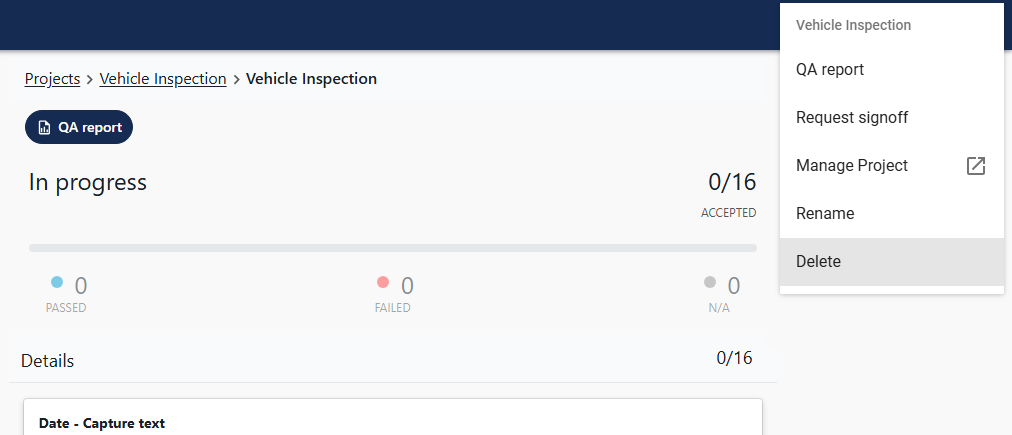 Projects > Vehicle Inspection > Vehicle Inspection
QA report
In progress
0/16
ACCEPTED
0
PASSED
0
FAILED
0
N/A
Details
0/16
Date - Capture text
Vehicle Inspection
QA report
Request signoff
Manage Project
Rename
Delete